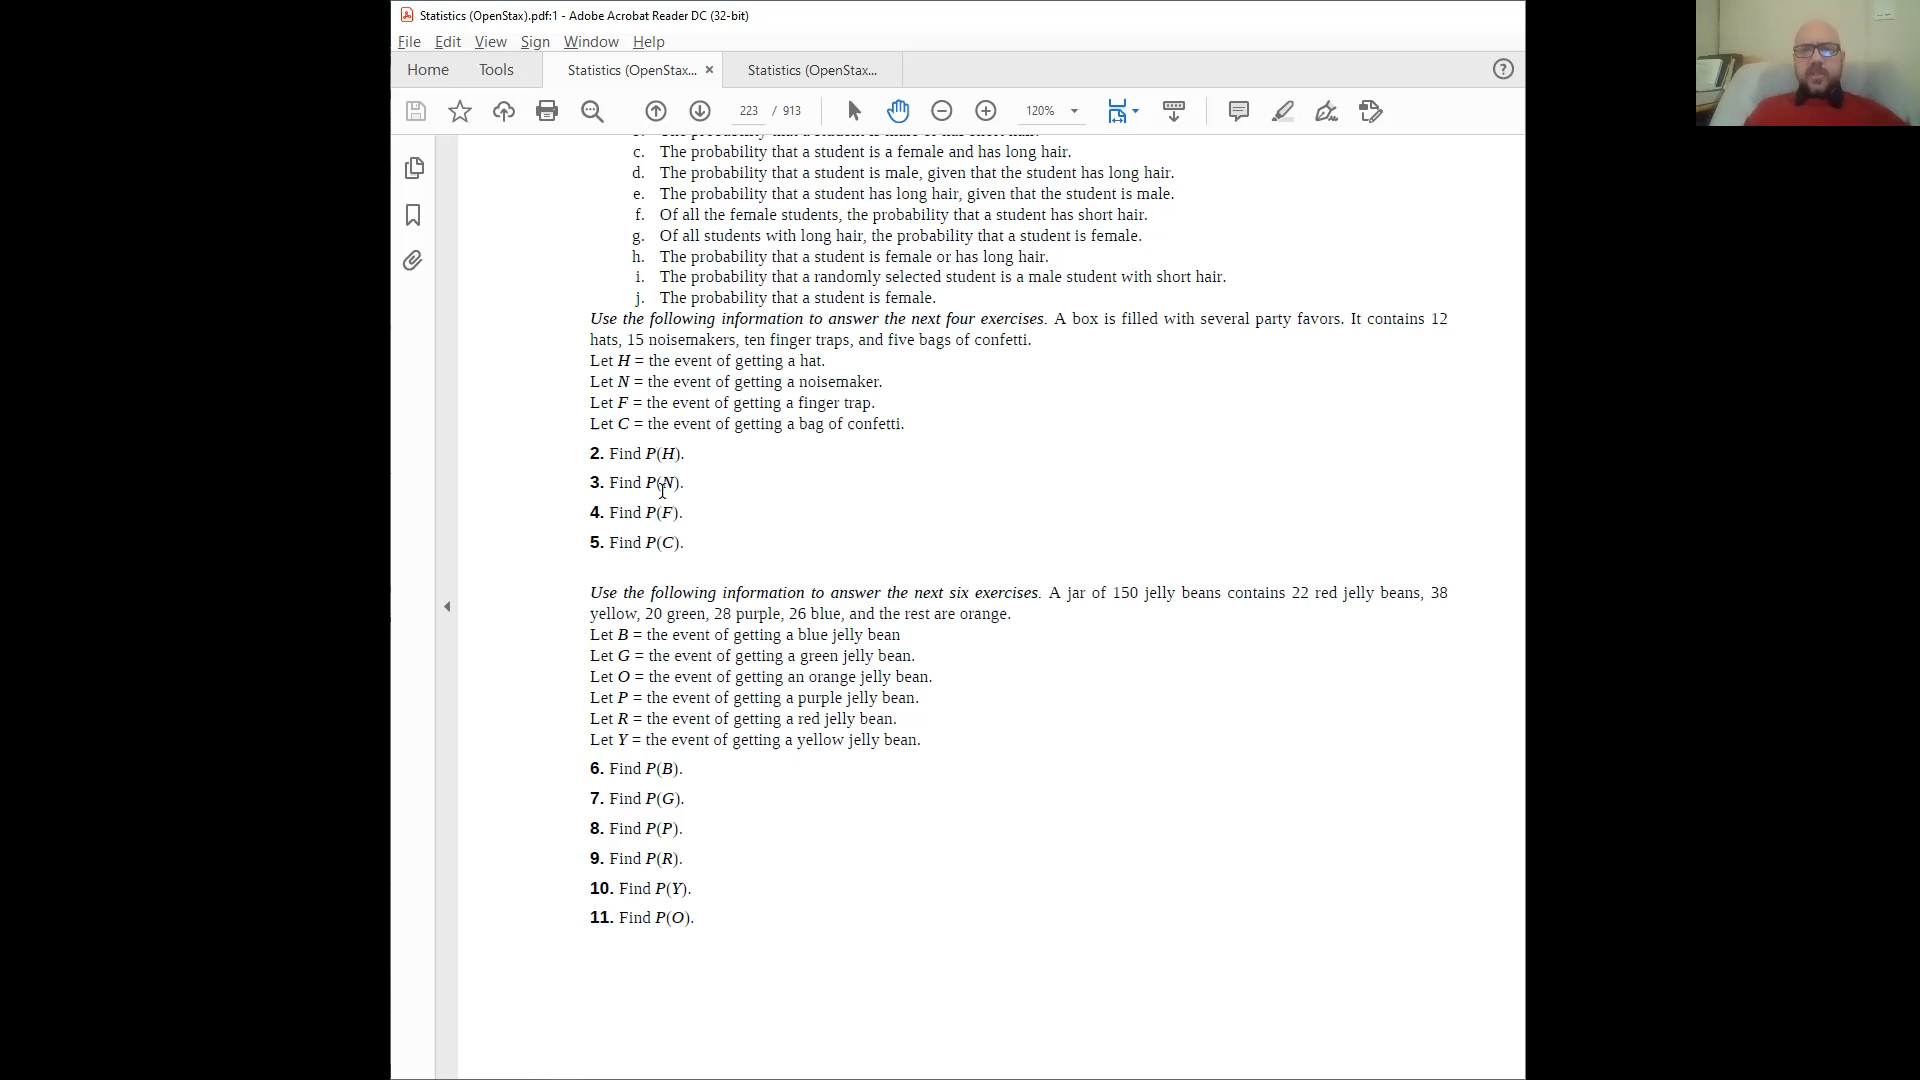 Statistics (OpenStax).pdf:1 - Adobe Acrobat Reader DC (32-bit)
File Edit View Sign Window Help
Home Tools Statistics (OpenStax... × Statistics (OpenStax...
223 / 913 120%
c. The probability that a student is a female and has long hair.
d. The probability that a student is male, given that the student has long hair.
e. The probability that a student has long hair, given that the student is male.
f. Of all the female students, the probability that a student has short hair.
g. Of all students with long hair, the probability that a student is female.
h. The probability that a student is female or has long hair.
i. The probability that a randomly selected student is a male student with short hair.
j. The probability that a student is female.
Use the following information to answer the next four exercises. A box is filled with several party favors. It contains 12
hats, 15 noisemakers, ten finger traps, and five bags of confetti.
Let H = the event of getting a hat.
Let N = the event of getting a noisemaker.
Let F = the event of getting a finger trap.
Let C = the event of getting a bag of confetti.
2. Find P(H).
3. Find P(N).
4. Find P(F).
5. Find P(C).
Use the following information to answer the next six exercises. A jar of 150 jelly beans contains 22 red jelly beans, 38
yellow, 20 green, 28 purple, 26 blue, and the rest are orange.
Let B = the event of getting a blue jelly bean
Let G = the event of getting a green jelly bean.
Let O = the event of getting an orange jelly bean.
Let P = the event of getting a purple jelly bean.
Let R = the event of getting a red jelly bean.
Let Y = the event of getting a yellow jelly bean.
6. Find P(B).
7. Find P(G).
8. Find P(P).
9. Find P(R).
10. Find P(Y).
11. Find P(O).